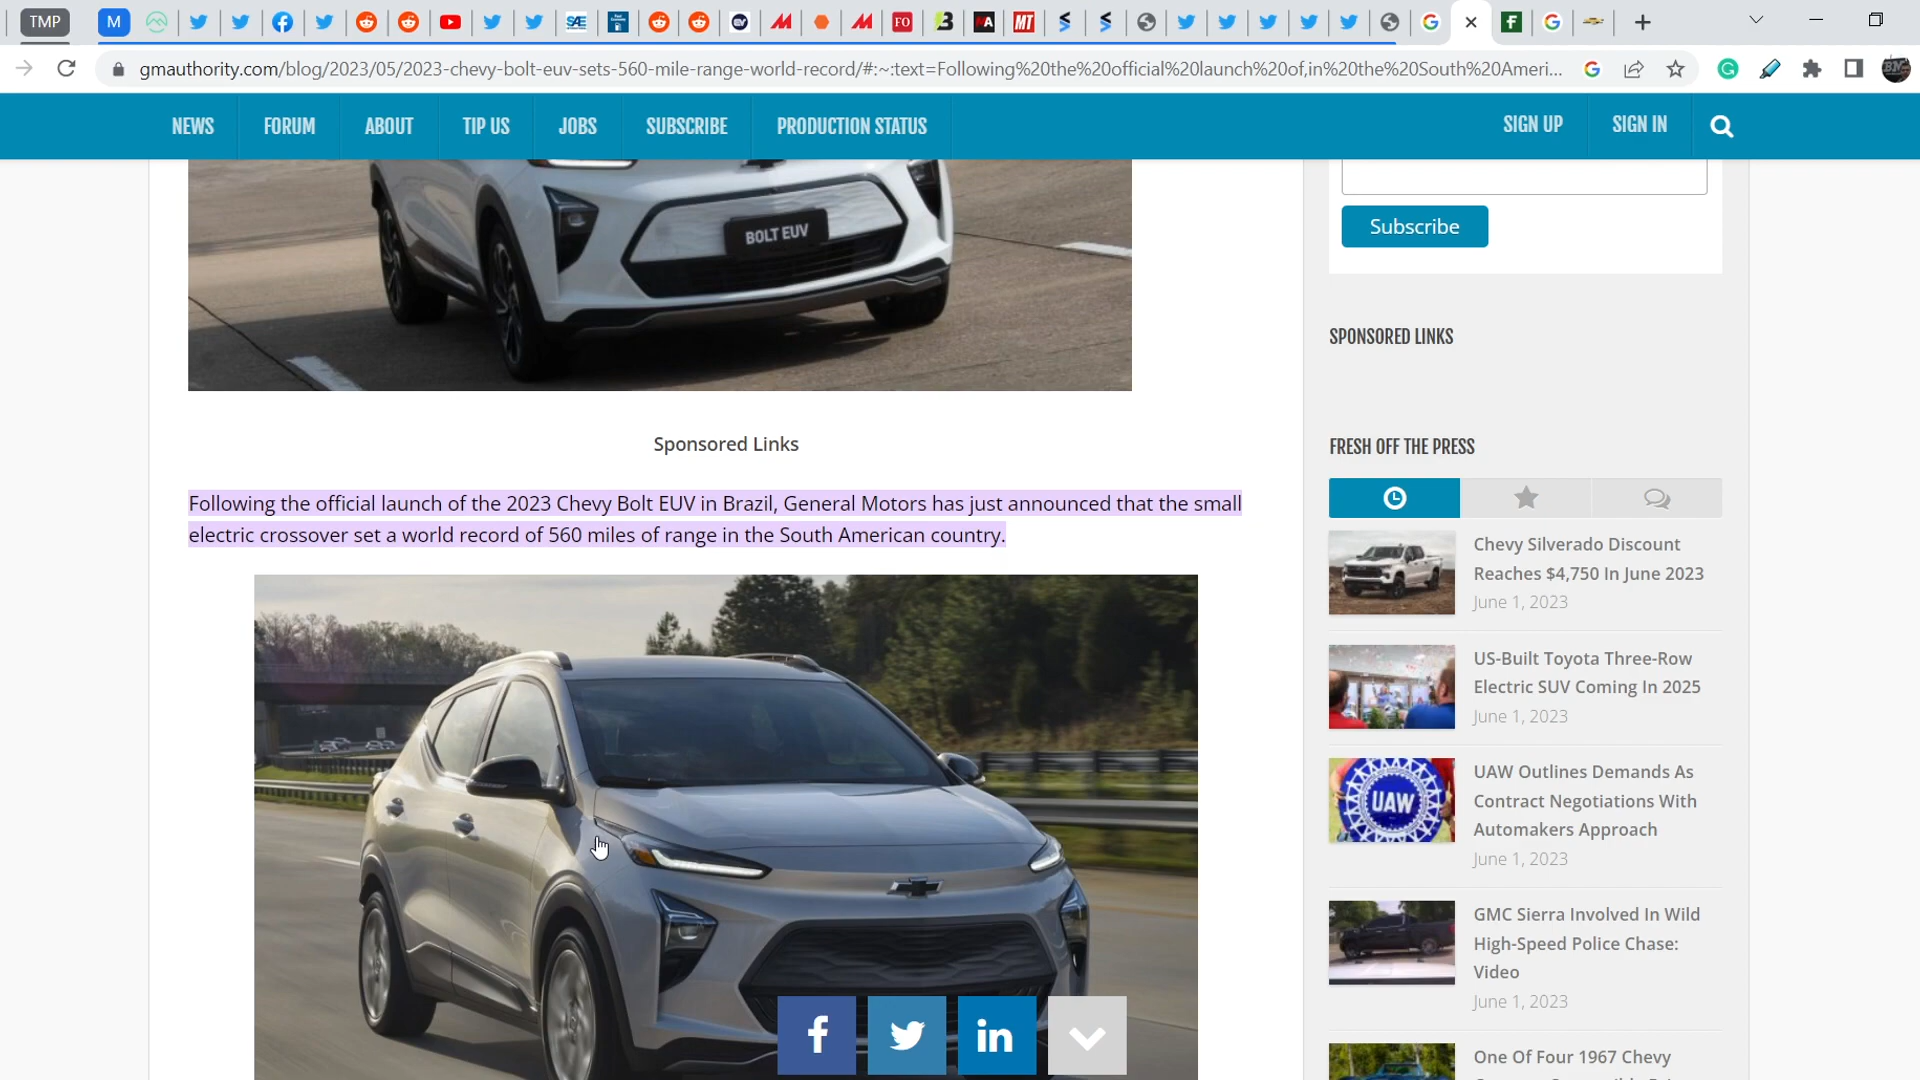 TMP
M
SAE
FO
NA
MT
G
f
G
gmauthority.com/blog/2023/05/2023-chevy-bolt-euv-sets-560-mile-range-world-record/#:~:text=Following%20the%20official%20launch%20of,in%20the%20South%20Ameri...
NEWS
FORUM
ABOUT
TIP US
JOBS
SUBSCRIBE
PRODUCTION STATUS
SIGN UP
SIGN IN
BOLT EUV
Subscribe
SPONSORED LINKS
Sponsored Links
Following the official launch of the 2023 Chevy Bolt EUV in Brazil, General Motors has just announced that the small
electric crossover set a world record of 560 miles of range in the South American country.
FRESH OFF THE PRESS
Chevy Silverado Discount
Reaches $4,750 In June 2023
June 1, 2023
US-Built Toyota Three-Row
Electric SUV Coming In 2025
June 1, 2023
UAW
UAW Outlines Demands As
Contract Negotiations With
Automakers Approach
June 1, 2023
GMC Sierra Involved In Wild
High-Speed Police Chase:
Video
June 1, 2023
One Of Four 1967 Chevy
f
in